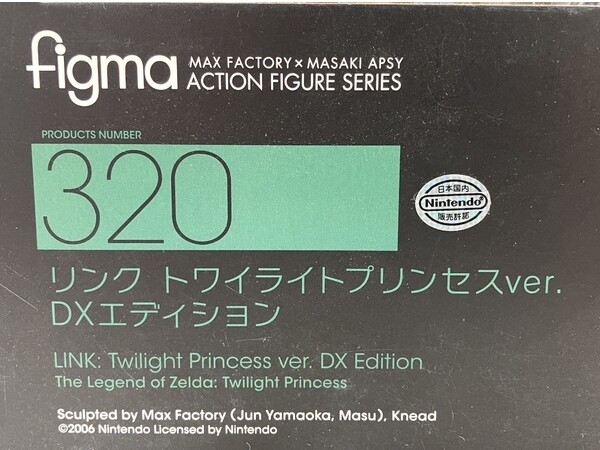 figma MAX FACTORY × MASAKI APSY
ACTION FIGURE SERIES
PRODUCTS NUMBER
320
日本国内
Nintendo®
販売許諾
リンク トワイライトプリンセスver.
DXエディション
LINK: Twilight Princess ver. DX Edition
The Legend of Zelda: Twilight Princess
Sculpted by Max Factory (Jun Yamaoka, Masu), Knead
©2006 Nintendo Licensed by Nintendo